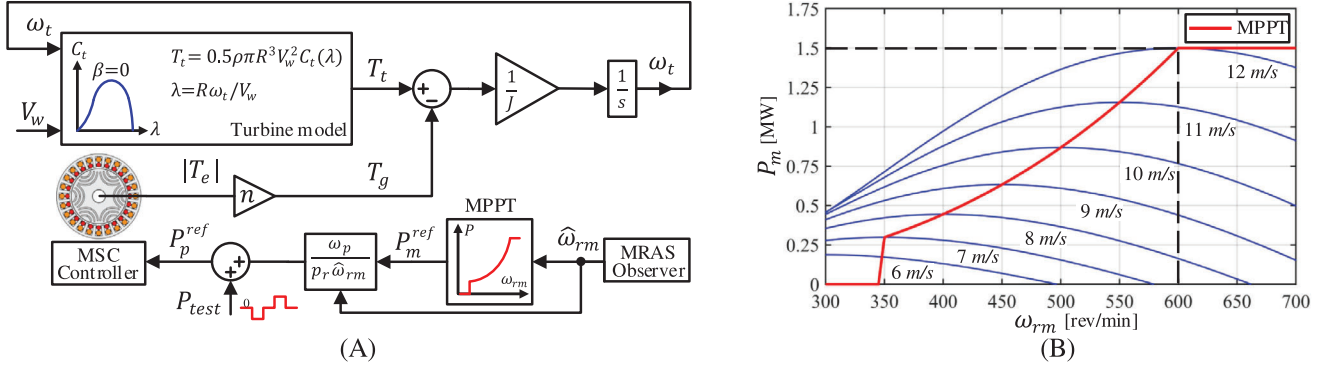 ω_t
C_t
β=0
λ
V_w
T_t = 0.5ρπR³V_w²C_t(λ)
λ=Rω_t/V_w
Turbine model
T_t
+
−
1/J
1/s
ω_t
|T_e|
n
T_g
MSC
Controller
P_p^ref
+
+
P_test
0
ω_p / p_r ω̂_rm
P_m^ref
MPPT
P
ω_rm
ω̂_rm
MRAS
Observer
(A)
P_m [MW]
1.75
1.5
1.25
1
0.75
0.5
0.25
0
MPPT
12 m/s
11 m/s
10 m/s
9 m/s
8 m/s
7 m/s
6 m/s
300 350 400 450 500 550 600 650 700
ω_rm [rev/min]
(B)